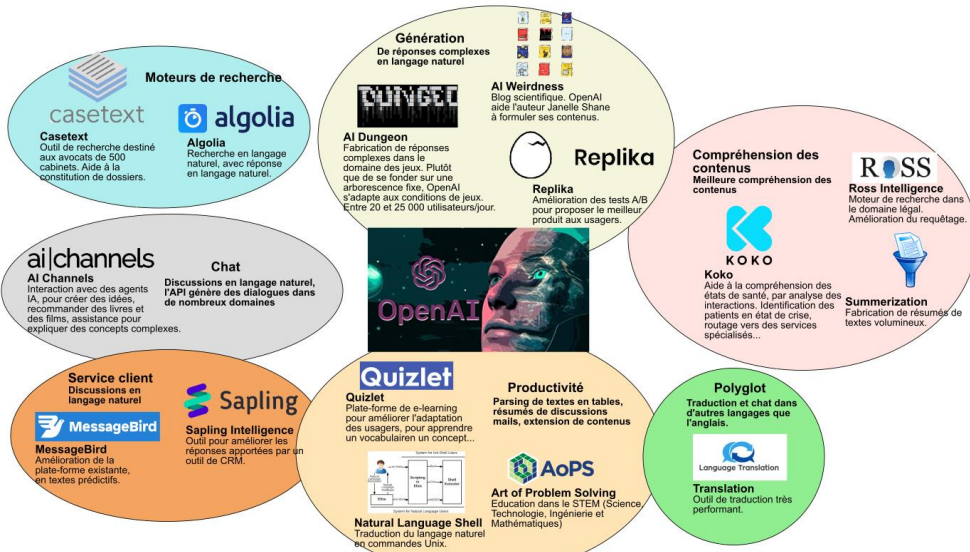 Moteurs de recherche
casetext
Casetext
Outil de recherche destiné
aux avocats de 500
cabinets. Aide à la
constitution de dossiers.
algolia
Algolia
Recherche en langage
naturel, avec réponse
en langage naturel.
Génération
De réponses complexes
en langage naturel
AI Dungeon
Fabrication de réponses
complexes dans le
domaine des jeux. Plutôt
que de se fonder sur une
arborescence fixe, OpenAI
s'adapte aux conditions de jeux.
Entre 20 et 25 000 utilisateurs/jour.
AI Weirdness
Blog scientifique. OpenAI
aide l'auteur Janelle Shane
à formuler ses contenus.
Replika
Replika
Amélioration des tests A/B
pour proposer le meilleur
produit aux usagers.
Compréhension des
contenus
Meilleure compréhension des
contenus
ROSS
Ross Intelligence
Moteur de recherche dans
le domaine légal.
Amélioration du requêtage.
KOKO
Koko
Aide à la compréhension des
états de santé, par analyse des
interactions. Identification des
patients en état de crise,
routage vers des services
spécialisés...
Summerization
Fabrication de résumés de
textes volumineux.
ai|channels
AI Channels
Interaction avec des agents
IA, pour créer des idées,
recommander des livres et
des films, assistance pour
expliquer des concepts complexes.
Chat
Discussions en langage naturel,
l'API génère des dialogues dans
de nombreux domaines
OpenAI
Service client
Discussions en
langage naturel
MessageBird
MessageBird
Amélioration de la
plate-forme existante,
en textes prédictifs.
Sapling
Sapling Intelligence
Outil pour améliorer les
réponses apportées par un
outil de CRM.
Quizlet
Quizlet
Plate-forme de e-learning
pour améliorer l'adaptation
des usagers, pour apprendre
un vocabulairen un concept...
Productivité
Parsing de textes en tables,
résumés de discussions
mails, extension de contenus
Natural Language Shell
Traduction du langage naturel
en commandes Unix.
AoPS
Art of Problem Solving
Education dans le STEM (Science,
Technologie, Ingénierie et
Mathématiques)
Polyglot
Traduction et chat dans
d'autres langages que
l'anglais.
Language Translation
Translation
Outil de traduction très
performant.